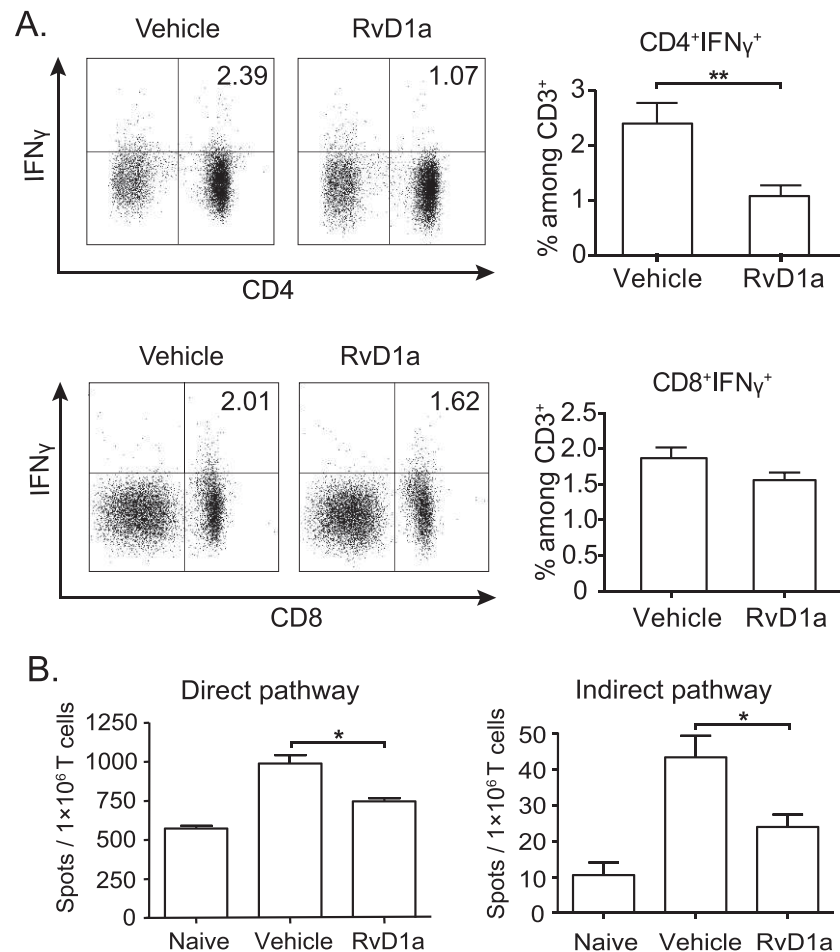 A.
Vehicle
RvD1a
2.39
1.07
IFNγ
CD4
CD4⁺IFNγ⁺
**
% among CD3⁺
3
2
1
0
Vehicle
RvD1a
Vehicle
RvD1a
2.01
1.62
IFNγ
CD8
CD8⁺IFNγ⁺
% among CD3⁺
2.5
2.0
1.5
1.0
0.5
0
Vehicle
RvD1a
B.
Direct pathway
*
Spots / 1×10⁶ T cells
1250
1000
750
500
250
0
Naive
Vehicle
RvD1a
Indirect pathway
*
Spots / 1×10⁶ T cells
50
40
30
20
10
0
Naive
Vehicle
RvD1a